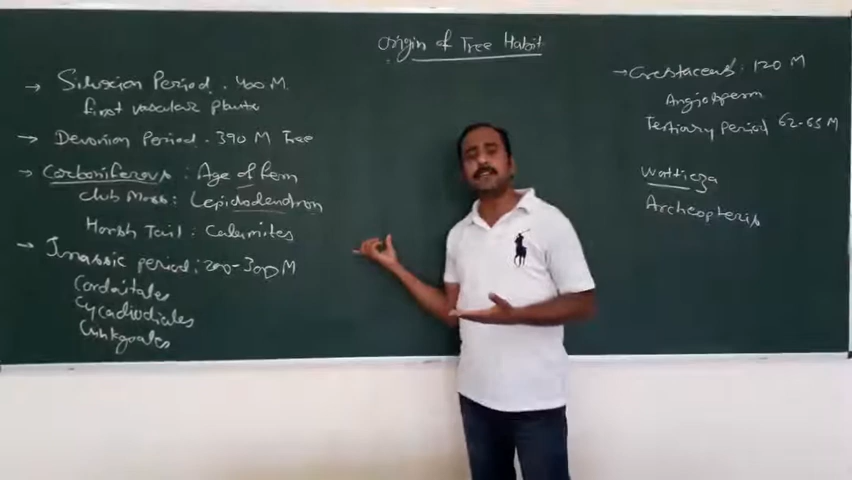 Origin of Tree Habit
→ Silurian Period . 400 M.
first vascular plants
→ Devonian Period . 390 M Tree
→ Carboniferous : Age of fern
club Moss : Lepidodendron
Horsh Tail : Calamites
→ Jurassic period : 200-300 M
Cordaitales
Cycadiodiales
Ginkgoales
→ Cretaceous : 120 M
Angiosperm
Tertiary Period 62-65 M
Wattieza
Archeopteris